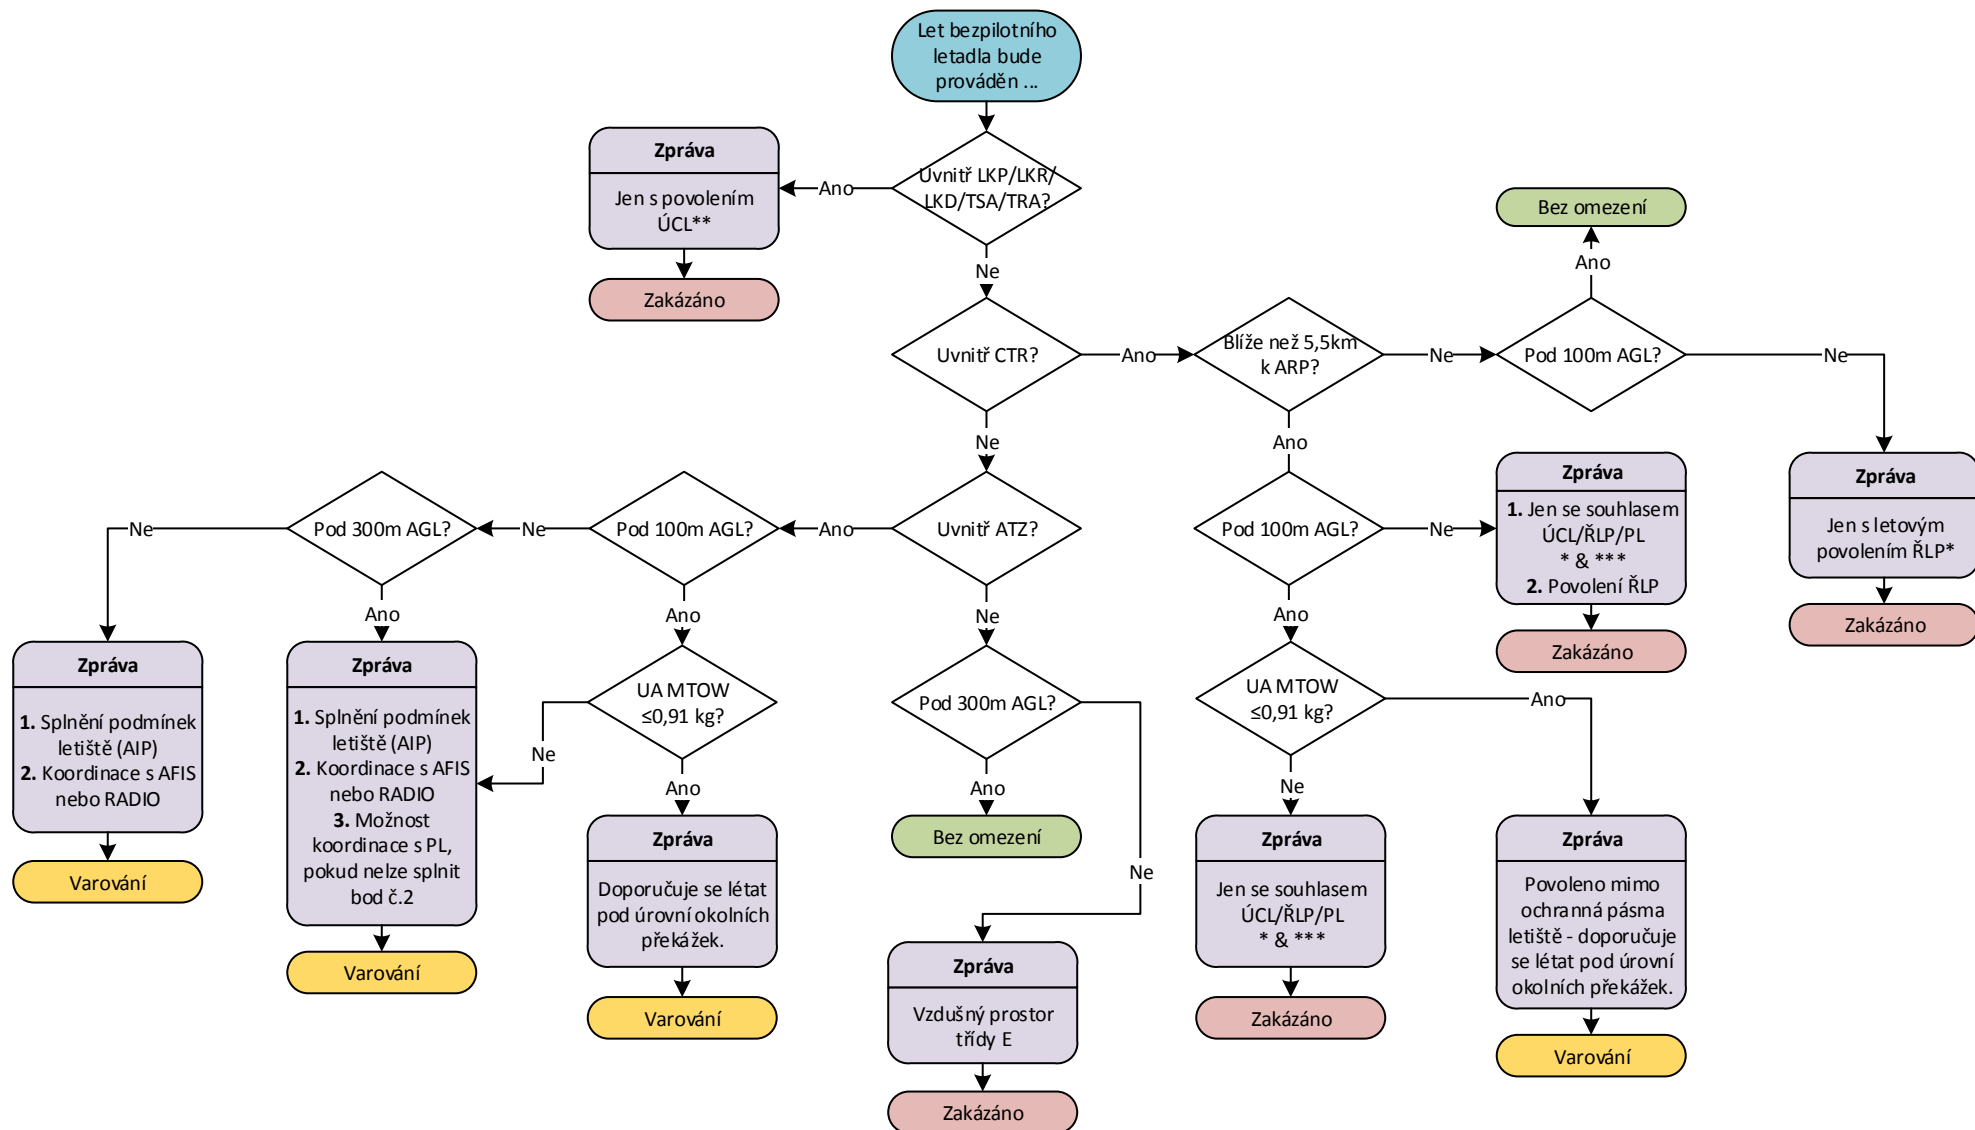 Let bezpilotního
letadla bude
prováděn ...
Zpráva
Jen s povolením
ÚCL**
Zakázáno
Ano
Uvnitř LKP/LKR/
LKD/TSA/TRA?
Ne
Bez omezení
Ano
Uvnitř CTR?
Ano
Blíže než 5,5km
k ARP?
Ne
Pod 100m AGL?
Ne
Ne
Ano
Zpráva
Jen s letovým
povolením ŘLP*
Zakázáno
Zpráva
1. Jen se souhlasem
ÚCL/ŘLP/PL
* & ***
2. Povolení ŘLP
Zakázáno
Ne
Pod 300m AGL?
Ne
Pod 100m AGL?
Ano
Uvnitř ATZ?
Pod 100m AGL?
Ne
Ano
Ano
Ne
Ano
Zpráva
1. Splnění podmínek
letiště (AIP)
2. Koordinace s AFIS
nebo RADIO
Varování
Zpráva
1. Splnění podmínek
letiště (AIP)
2. Koordinace s AFIS
nebo RADIO
3. Možnost
koordinace s PL,
pokud nelze splnit
bod č.2
Varování
Ne
UA MTOW
≤0,91 kg?
Ano
Zpráva
Doporučuje se létat
pod úrovní okolních
překážek.
Varování
Pod 300m AGL?
Ano
Bez omezení
Ne
Zpráva
Vzdušný prostor
třídy E
Zakázáno
UA MTOW
≤0,91 kg?
Ano
Ne
Zpráva
Jen se souhlasem
ÚCL/ŘLP/PL
* & ***
Zakázáno
Zpráva
Povoleno mimo
ochranná pásma
letiště - doporučuje
se létat pod úrovní
okolních překážek.
Varování